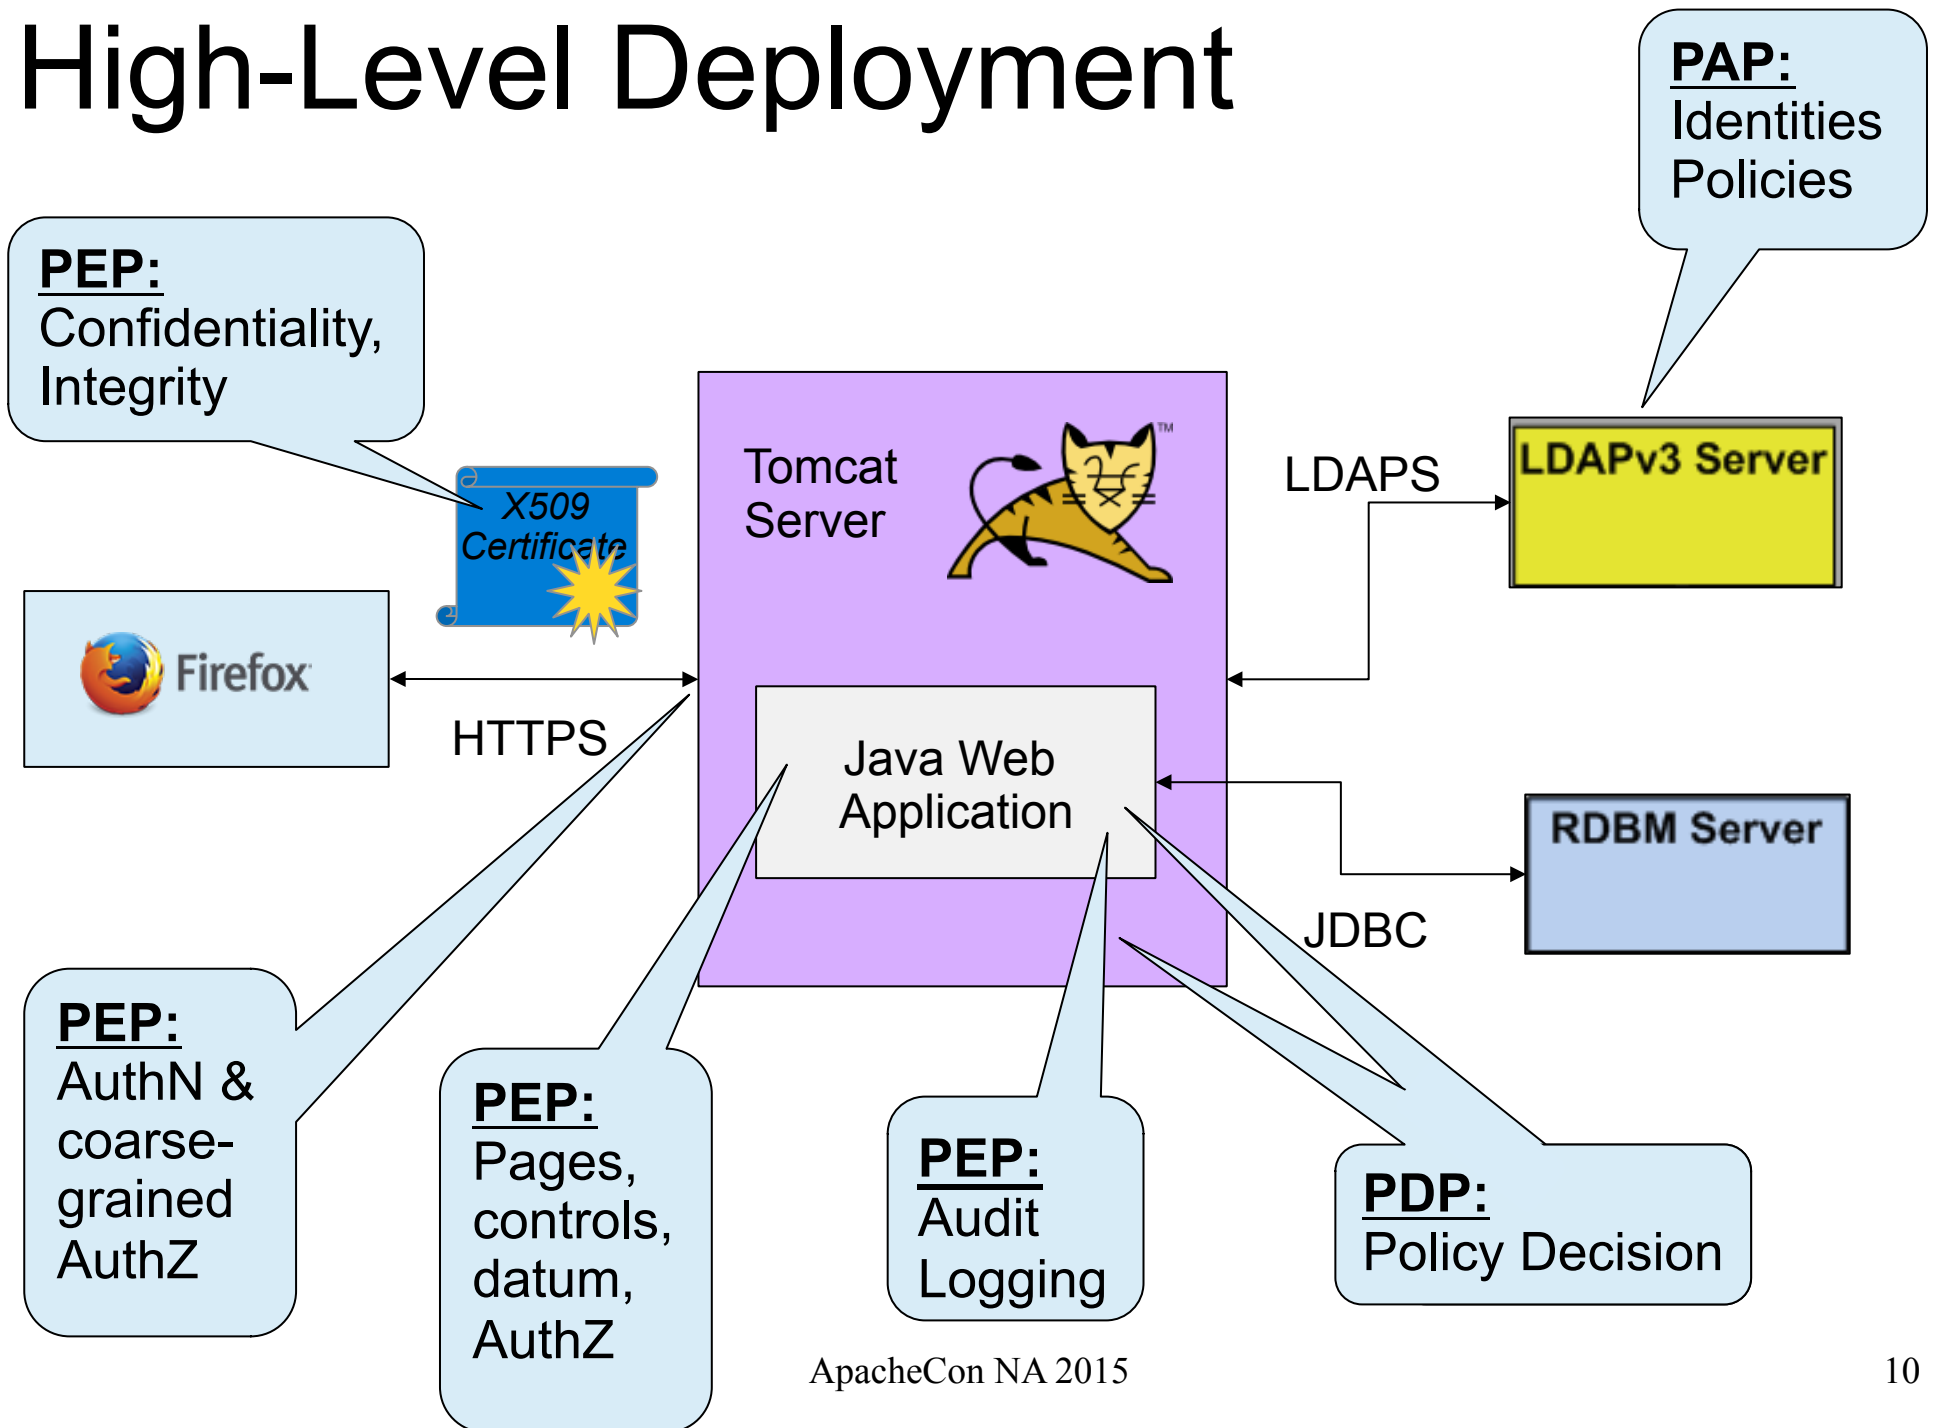 High-Level Deployment
PAP:
Identities
Policies
PEP:
Confidentiality,
Integrity
X509
Certificate
Tomcat
Server
TM
LDAPS
LDAPv3 Server
Firefox
HTTPS
Java Web
Application
RDBM Server
JDBC
PEP:
AuthN &
coarse-
grained
AuthZ
PEP:
Pages,
controls,
datum,
AuthZ
PEP:
Audit
Logging
PDP:
Policy Decision
ApacheCon NA 2015
10